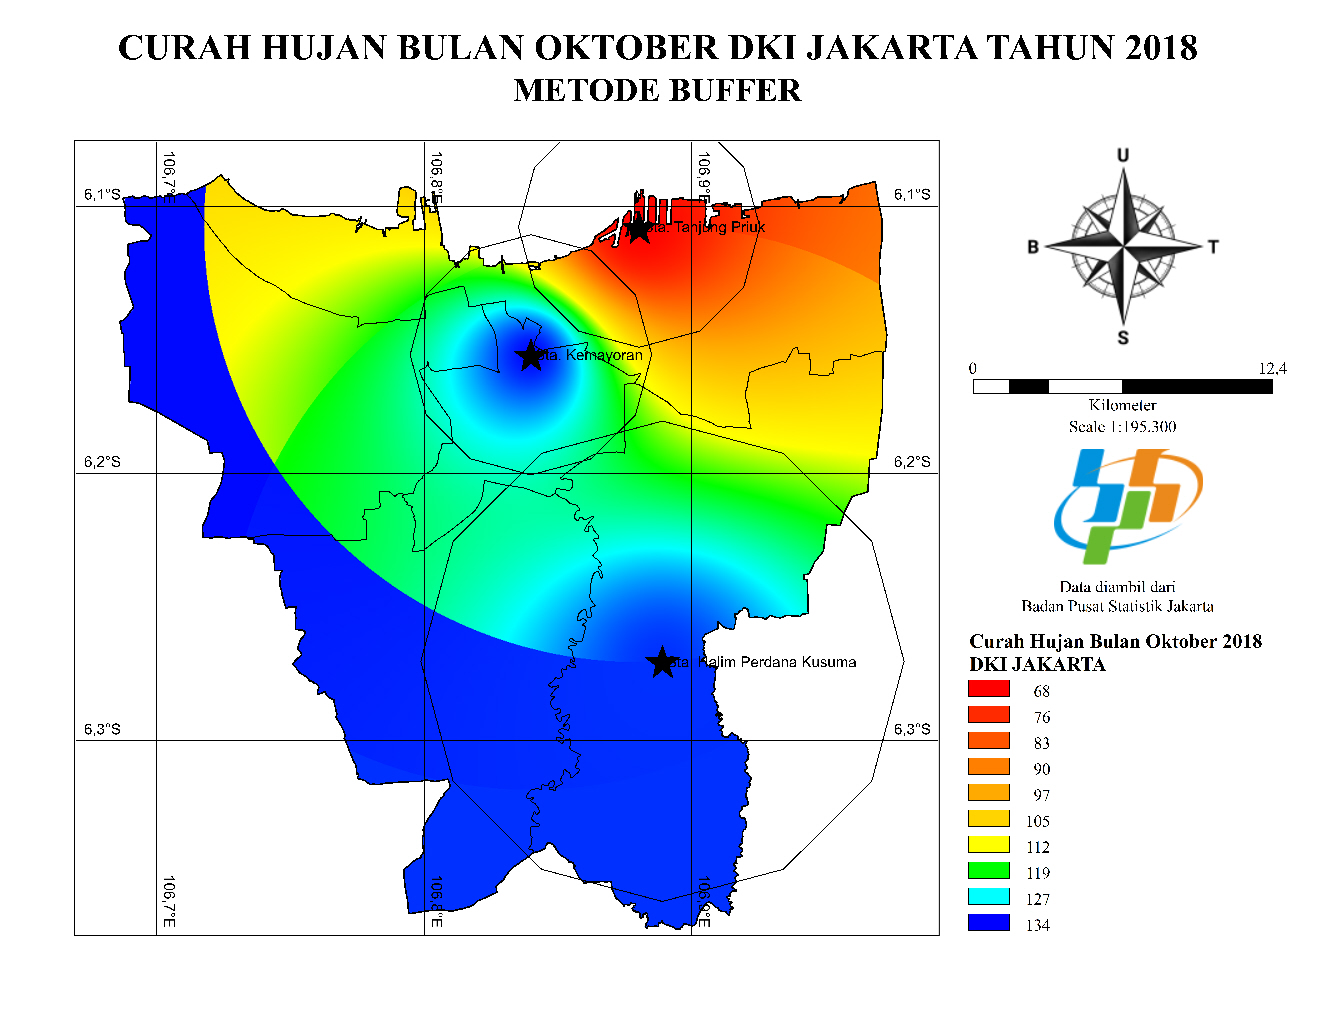 CURAH HUJAN BULAN OKTOBER DKI JAKARTA TAHUN 2018
METODE BUFFER
106,7°E
106,8°E
106,9°E
6,1°S
6,1°S
Sta. Tanjung Priuk
Sta. Kemayoran
6,2°S
6,2°S
Sta. Halim Perdana Kusuma
6,3°S
6,3°S
106,7°E
106,8°E
106,9°E
U
B
T
S
0 12.4
Kilometer
Scale 1:195.300
Data diambil dari
Badan Pusat Statistik Jakarta
Curah Hujan Bulan Oktober 2018
DKI JAKARTA
68
76
83
90
97
105
112
119
127
134